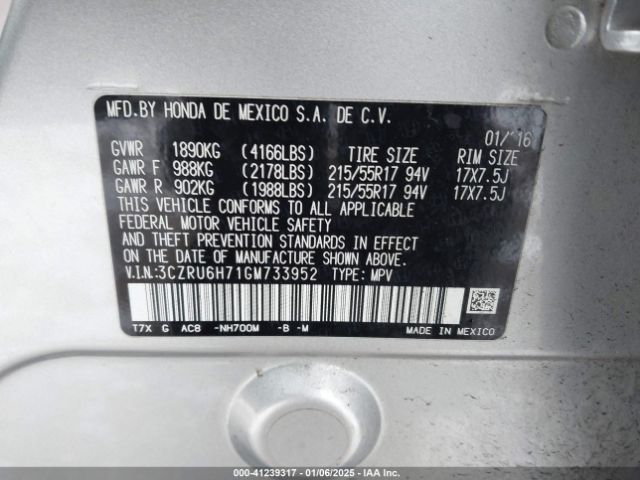 MFD.BY HONDA DE MEXICO S.A. DE C.V.
01/'16
GVWR 1890KG (4166LBS) TIRE SIZE RIM SIZE
GAWR F 988KG (2178LBS) 215/55R17 94V 17X7.5J
GAWR R 902KG (1988LBS) 215/55R17 94V 17X7.5J
THIS VEHICLE CONFORMS TO ALL APPLICABLE
FEDERAL MOTOR VEHICLE SAFETY
AND THEFT PREVENTION STANDARDS IN EFFECT
ON THE DATE OF MANUFACTURE SHOWN ABOVE.
V.I.N.:3CZRU6H71GM733952 TYPE: MPV
T7X G AC8 -NH700M -B -M
MADE IN MEXICO
000-41239317 - 01/06/2025 - IAA Inc.